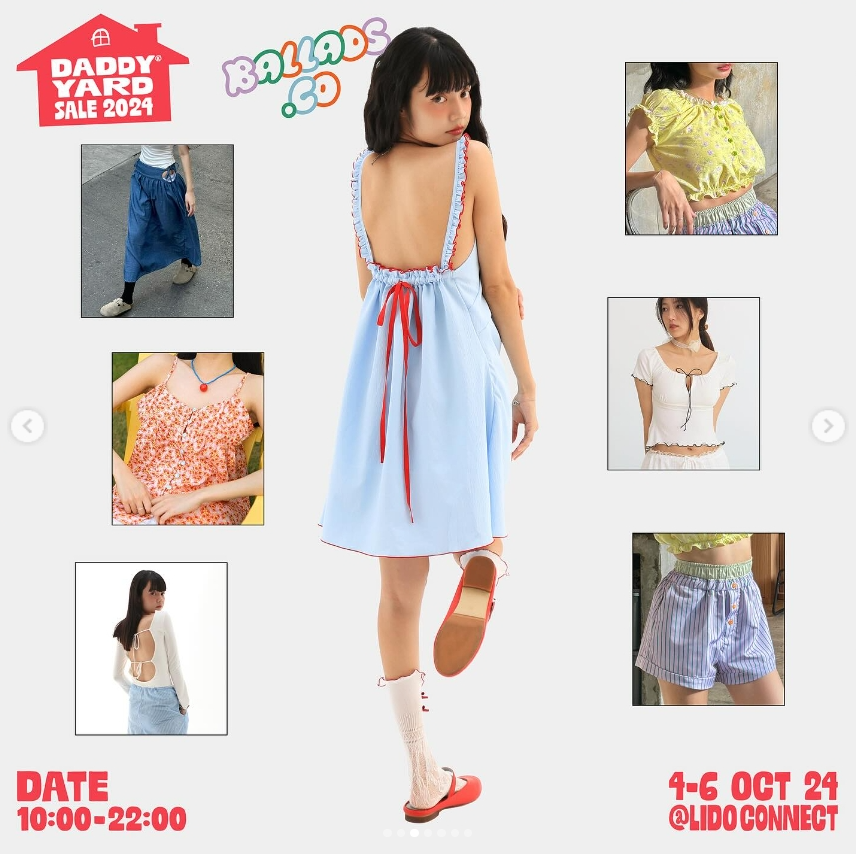 DADDY®
YARD
SALE 2024
BALLADS
.CO
DATE
10:00-22:00
4-6 OCT 24
@LIDO CONNECT